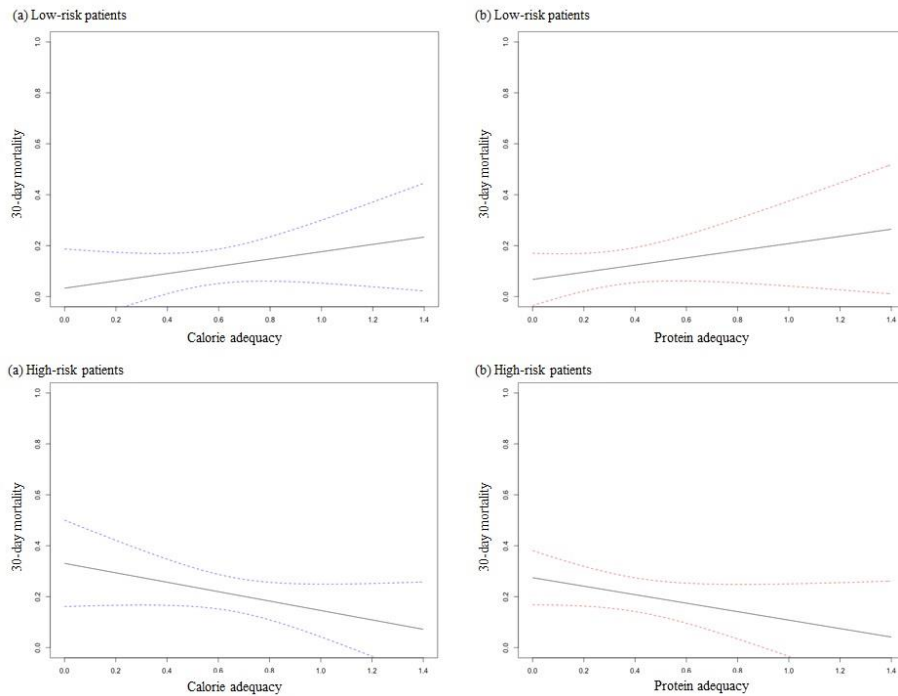 (a) Low-risk patients
30-day mortality
1.0
0.8
0.6
0.4
0.2
0.0
0.0 0.2 0.4 0.6 0.8 1.0 1.2 1.4
Calorie adequacy
(b) Low-risk patients
30-day mortality
1.0
0.8
0.6
0.4
0.2
0.0
0.0 0.2 0.4 0.6 0.8 1.0 1.2 1.4
Protein adequacy
(a) High-risk patients
30-day mortality
1.0
0.8
0.6
0.4
0.2
0.0
0.0 0.2 0.4 0.6 0.8 1.0 1.2 1.4
Calorie adequacy
(b) High-risk patients
30-day mortality
1.0
0.8
0.6
0.4
0.2
0.0
0.0 0.2 0.4 0.6 0.8 1.0 1.2 1.4
Protein adequacy